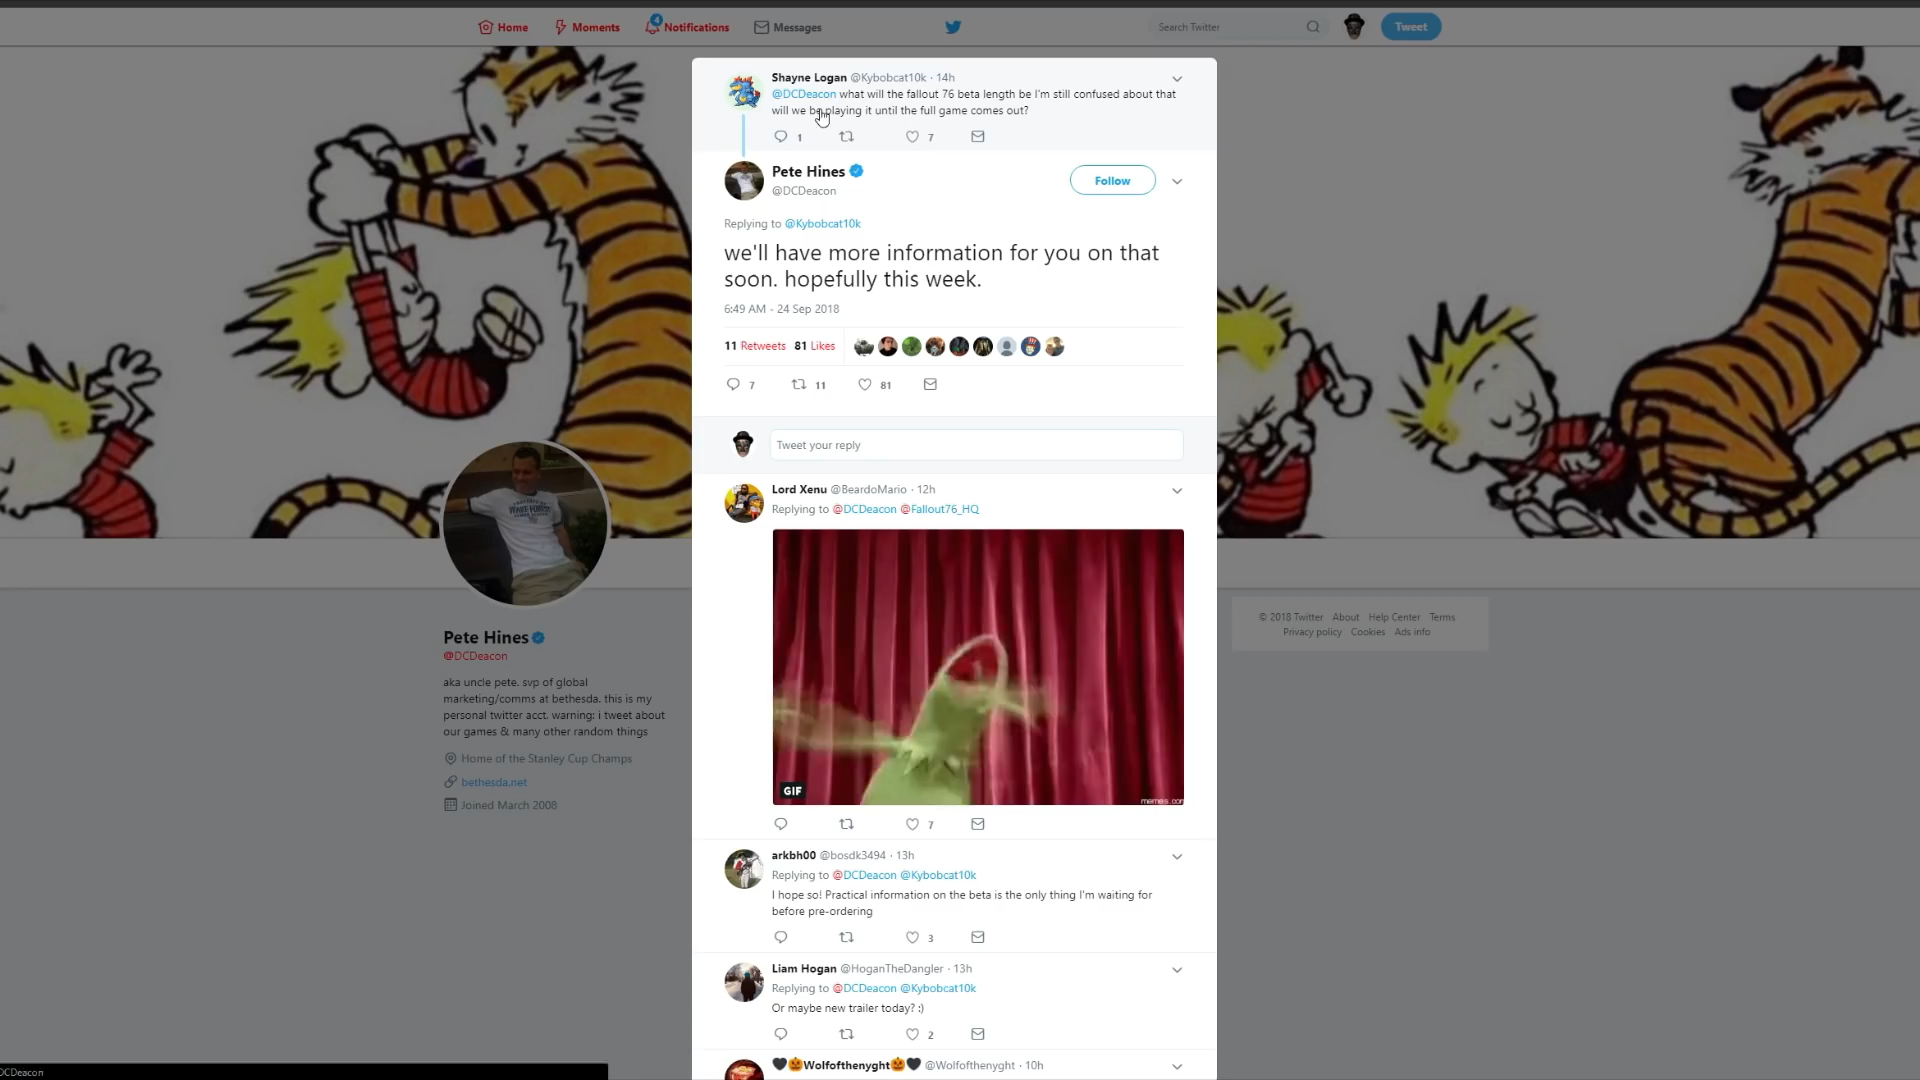 Home
Moments
4
Notifications
Messages
Search Twitter
Tweet
Shayne Logan @Kybobcat10k · 14h
@DCDeacon what will the fallout 76 beta length be I'm still confused about that
will we be playing it until the full game comes out?
1
7
Pete Hines
@DCDeacon
Follow
Replying to @Kybobcat10k
we'll have more information for you on that
soon. hopefully this week.
6:49 AM - 24 Sep 2018
11 Retweets 81 Likes
7
11
81
Tweet your reply
Lord Xenu @BeardoMario · 12h
Replying to @DCDeacon @Fallout76_HQ
GIF
memes.com
7
arkbh00 @bosdk3494 · 13h
Replying to @DCDeacon @Kybobcat10k
I hope so! Practical information on the beta is the only thing I'm waiting for
before pre-ordering
3
Liam Hogan @HoganTheDangler · 13h
Replying to @DCDeacon @Kybobcat10k
Or maybe new trailer today? :)
2
🖤🎃Wolfofthenyght🎃🖤 @Wolfofthenyght · 10h
WAKE FOREST
Pete Hines
@DCDeacon
aka uncle pete. svp of global
marketing/comms at bethesda. this is my
personal twitter acct. warning: i tweet about
our games & many other random things
Home of the Stanley Cup Champs
bethesda.net
Joined March 2008
© 2018 Twitter About Help Center Terms
Privacy policy Cookies Ads info
DCDeacon